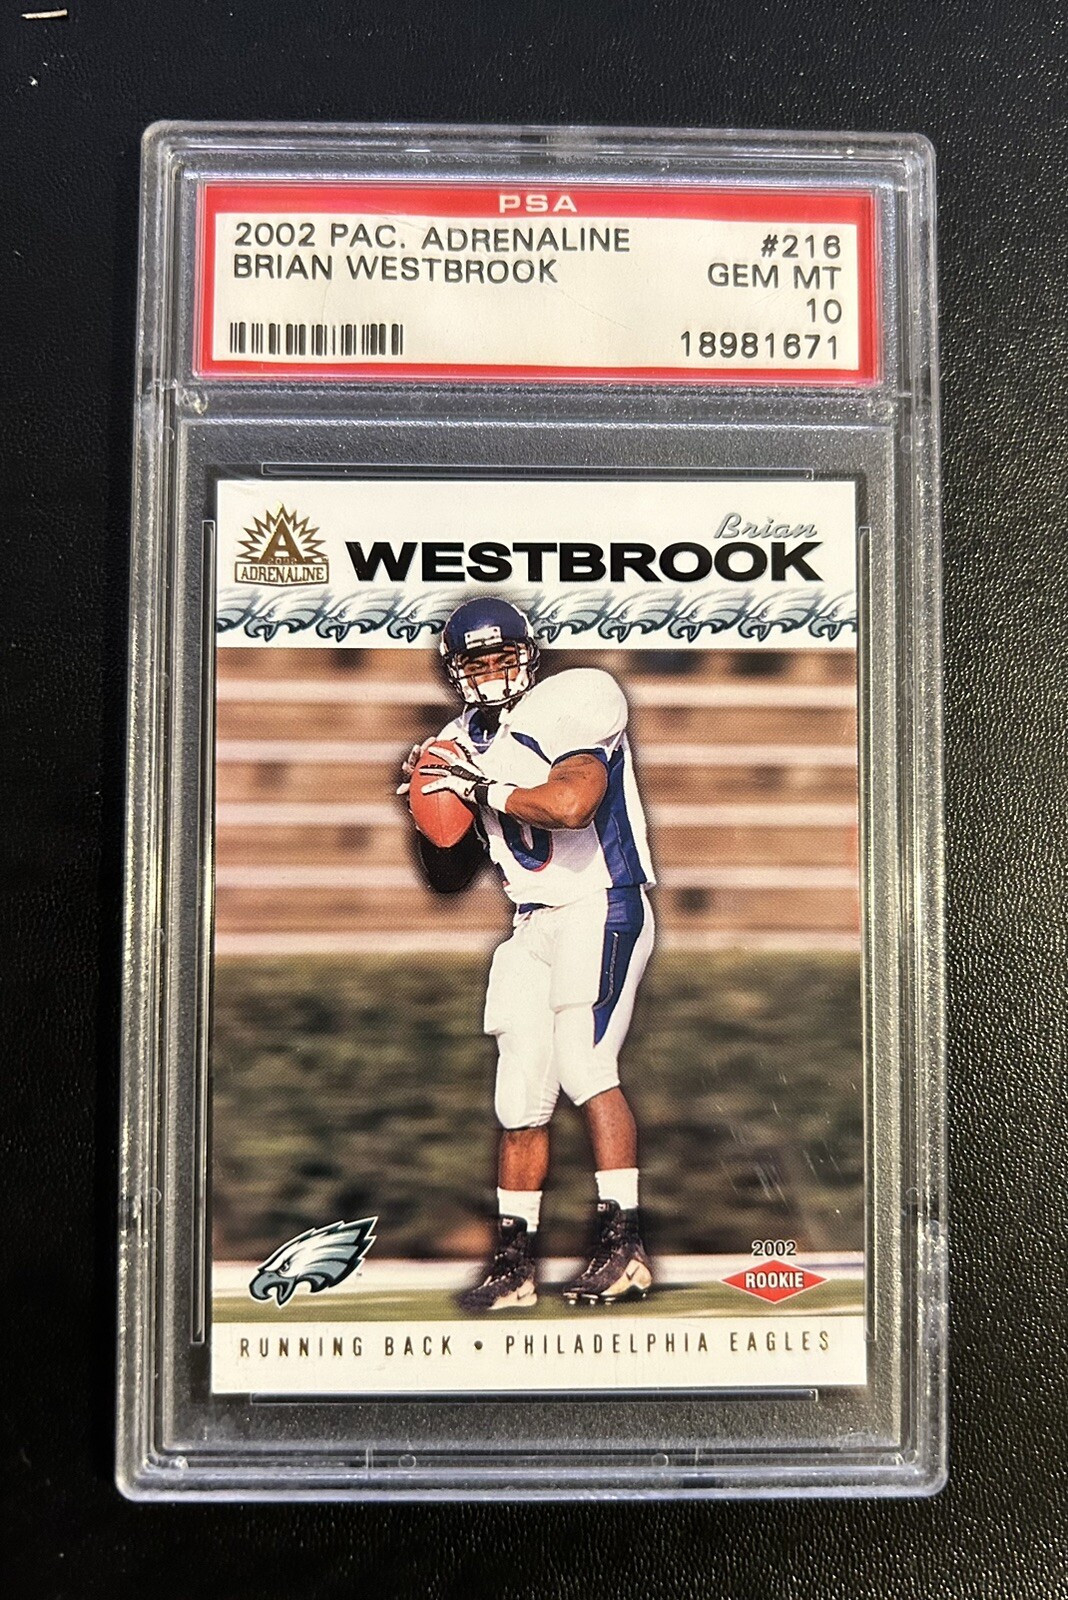 PSA
2002 PAC. ADRENALINE #216
BRIAN WESTBROOK GEM MT
10
18981671
A
2002
ADRENALINE
Brian
WESTBROOK
2002
ROOKIE
RUNNING BACK • PHILADELPHIA EAGLES